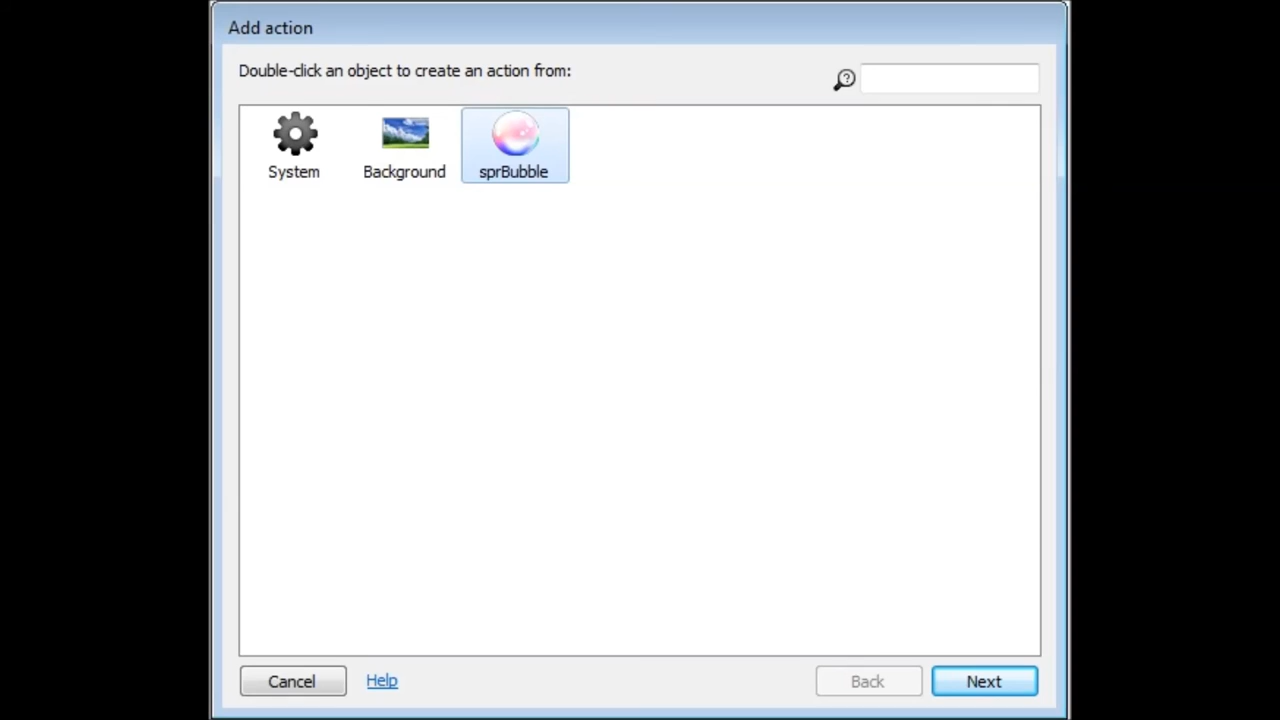 Add action
Double-click an object to create an action from:
System
Background
sprBubble
Cancel
Help
Back
Next